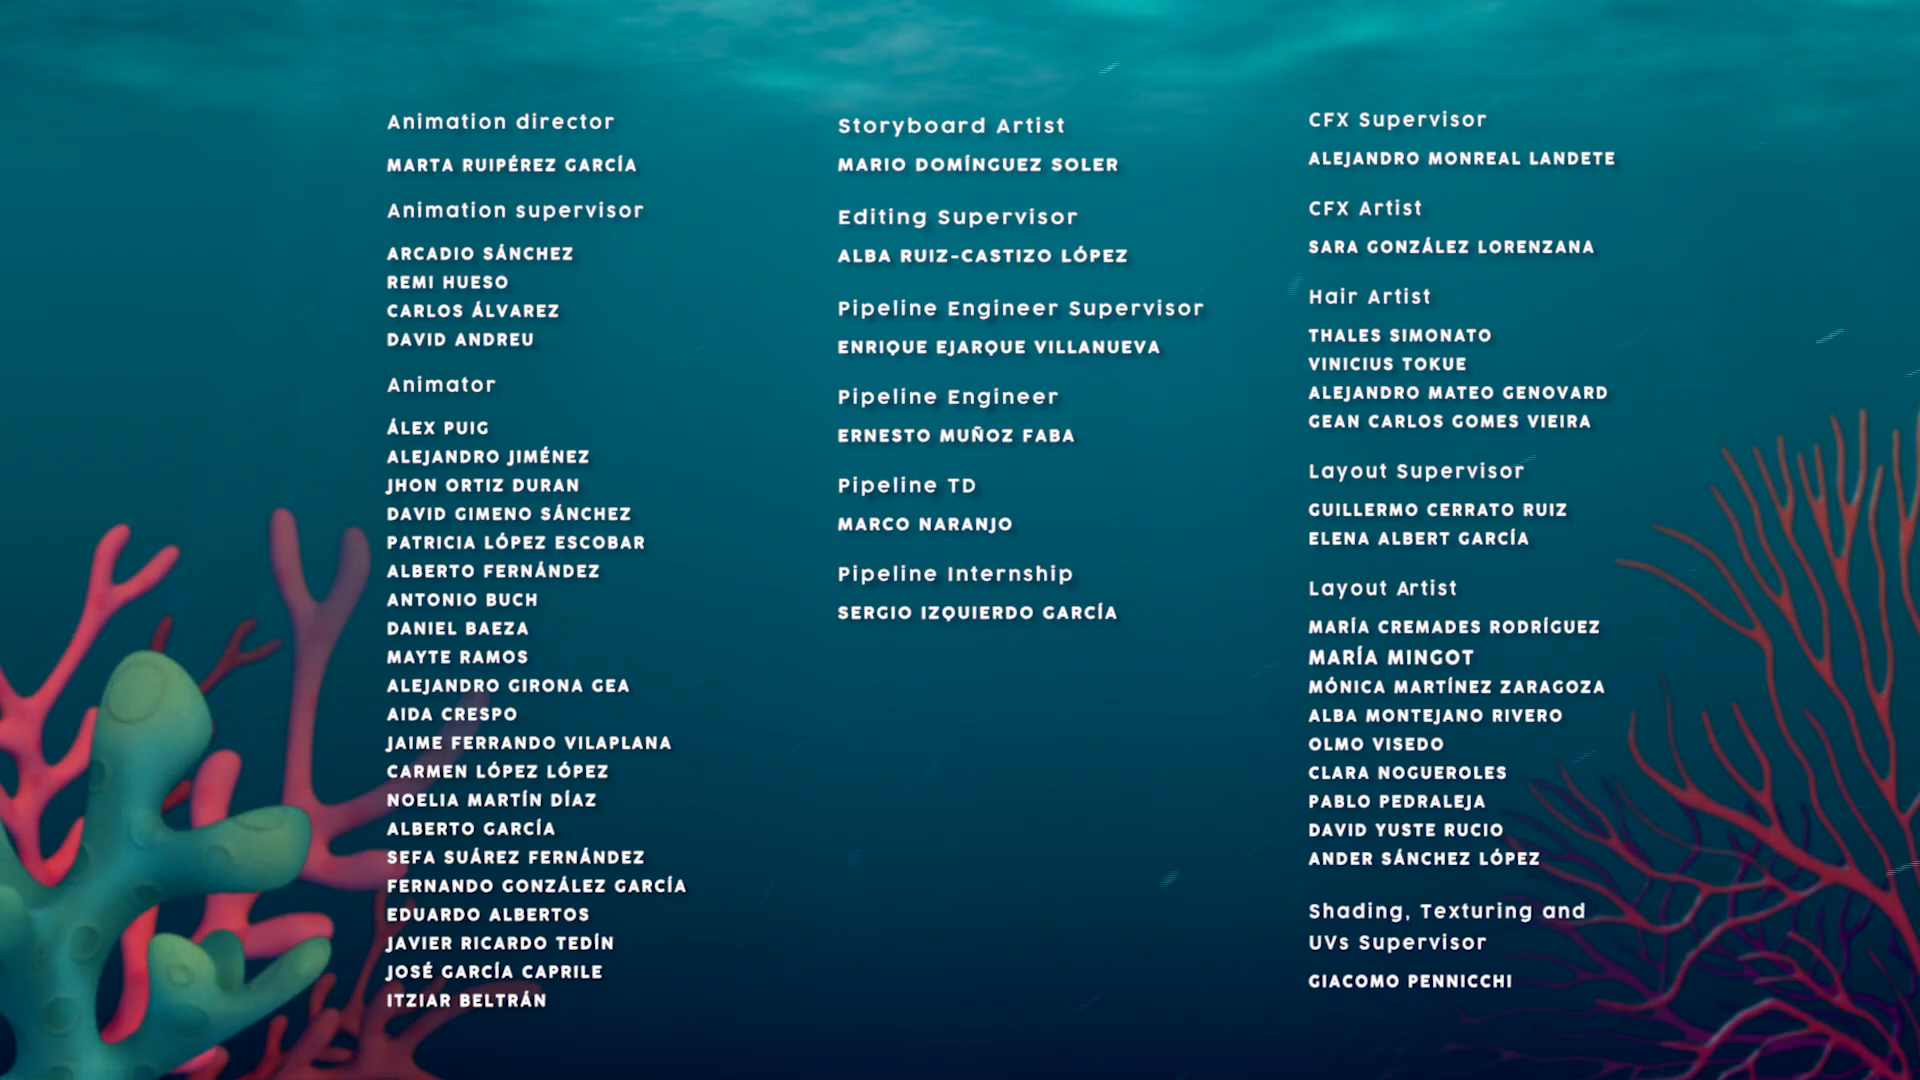 Animation director
MARTA RUIPÉREZ GARCÍA
Animation supervisor
ARCADIO SÁNCHEZ
REMI HUESO
CARLOS ÁLVAREZ
DAVID ANDREU
Animator
ÁLEX PUIG
ALEJANDRO JIMÉNEZ
JHON ORTIZ DURAN
DAVID GIMENO SÁNCHEZ
PATRICIA LÓPEZ ESCOBAR
ALBERTO FERNÁNDEZ
ANTONIO BUCH
DANIEL BAEZA
MAYTE RAMOS
ALEJANDRO GIRONA GEA
AIDA CRESPO
JAIME FERRANDO VILAPLANA
CARMEN LÓPEZ LÓPEZ
NOELIA MARTÍN DÍAZ
ALBERTO GARCÍA
SEFA SUÁREZ FERNÁNDEZ
FERNANDO GONZÁLEZ GARCÍA
EDUARDO ALBERTOS
JAVIER RICARDO TEDÍN
JOSÉ GARCÍA CAPRILE
ITZIAR BELTRÁN
Storyboard Artist
MARIO DOMÍNGUEZ SOLER
Editing Supervisor
ALBA RUIZ-CASTIZO LÓPEZ
Pipeline Engineer Supervisor
ENRIQUE EJARQUE VILLANUEVA
Pipeline Engineer
ERNESTO MUÑOZ FABA
Pipeline TD
MARCO NARANJO
Pipeline Internship
SERGIO IZQUIERDO GARCÍA
CFX Supervisor
ALEJANDRO MONREAL LANDETE
CFX Artist
SARA GONZÁLEZ LORENZANA
Hair Artist
THALES SIMONATO
VINICIUS TOKUE
ALEJANDRO MATEO GENOVARD
GEAN CARLOS GOMES VIEIRA
Layout Supervisor
GUILLERMO CERRATO RUIZ
ELENA ALBERT GARCÍA
Layout Artist
MARÍA CREMADES RODRÍGUEZ
MARÍA MINGOT
MÓNICA MARTÍNEZ ZARAGOZA
ALBA MONTEJANO RIVERO
OLMO VISEDO
CLARA NOGUEROLES
PABLO PEDRALEJA
DAVID YUSTE RUCIO
ANDER SÁNCHEZ LÓPEZ
Shading, Texturing and
UVs Supervisor
GIACOMO PENNICCHI